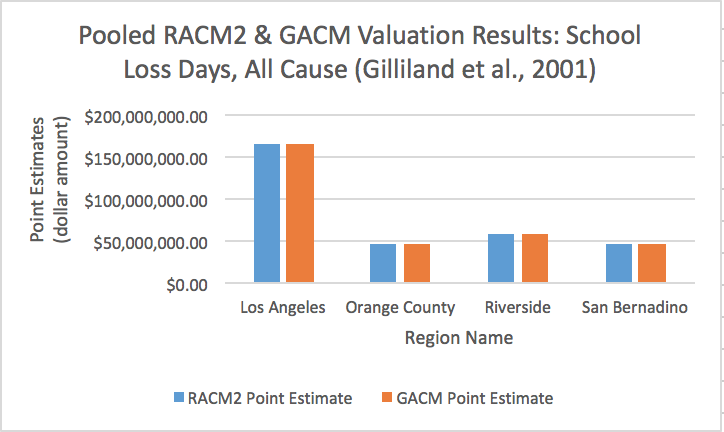 Pooled RACM2 & GACM Valuation Results: School
Loss Days, All Cause (Gilliland et al., 2001)
Point Estimates
(dollar amount)
$200,000,000.00
$150,000,000.00
$100,000,000.00
$50,000,000.00
$0.00
Los Angeles Orange County Riverside San Bernadino
Region Name
RACM2 Point Estimate GACM Point Estimate